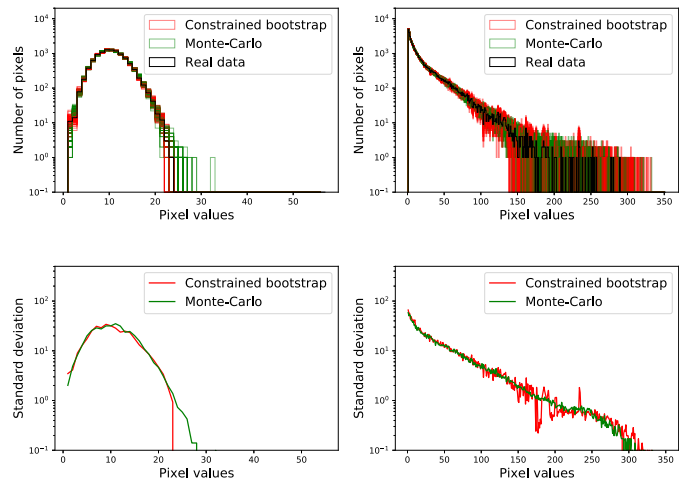 Number of pixels
10⁴
10³
10²
10¹
10⁰
10⁻¹
Constrained bootstrap
Monte-Carlo
Real data
0 10 20 30 40 50
Pixel values
Number of pixels
10⁴
10³
10²
10¹
10⁰
10⁻¹
Constrained bootstrap
Monte-Carlo
Real data
0 50 100 150 200 250 300 350
Pixel values
Standard deviation
10²
10¹
10⁰
10⁻¹
Constrained bootstrap
Monte-Carlo
0 10 20 30 40 50
Pixel values
Standard deviation
10²
10¹
10⁰
10⁻¹
Constrained bootstrap
Monte-Carlo
0 50 100 150 200 250 300 350
Pixel values